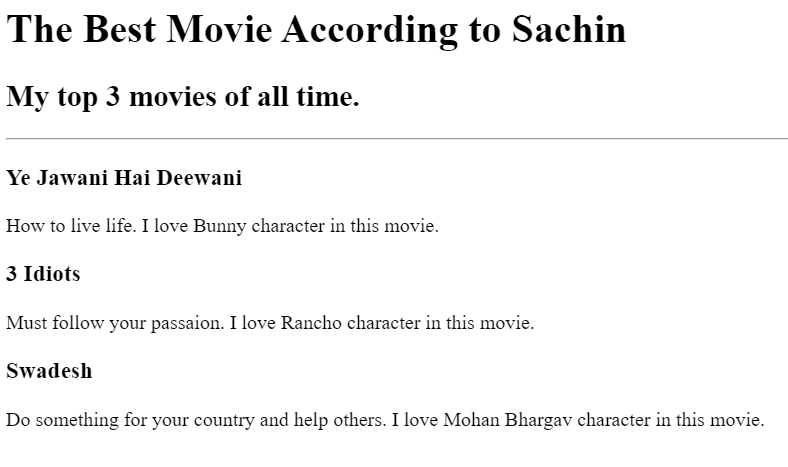 The Best Movie According to Sachin
My top 3 movies of all time.
Ye Jawani Hai Deewani
How to live life. I love Bunny character in this movie.
3 Idiots
Must follow your passaion. I love Rancho character in this movie.
Swadesh
Do something for your country and help others. I love Mohan Bhargav character in this movie.